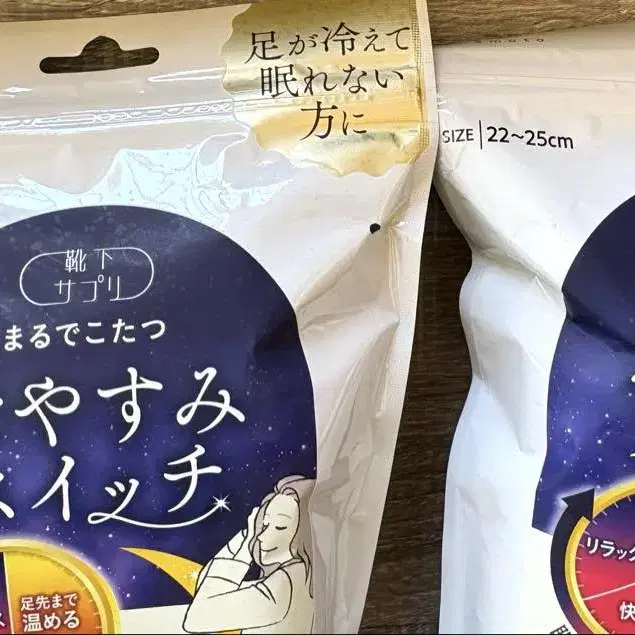 足が冷えて
眠れない
方に
SIZE 22~25cm
靴下
サプリ
まるでこたつ
やすみ
イッチ
足先まで
温める
リラッ
快